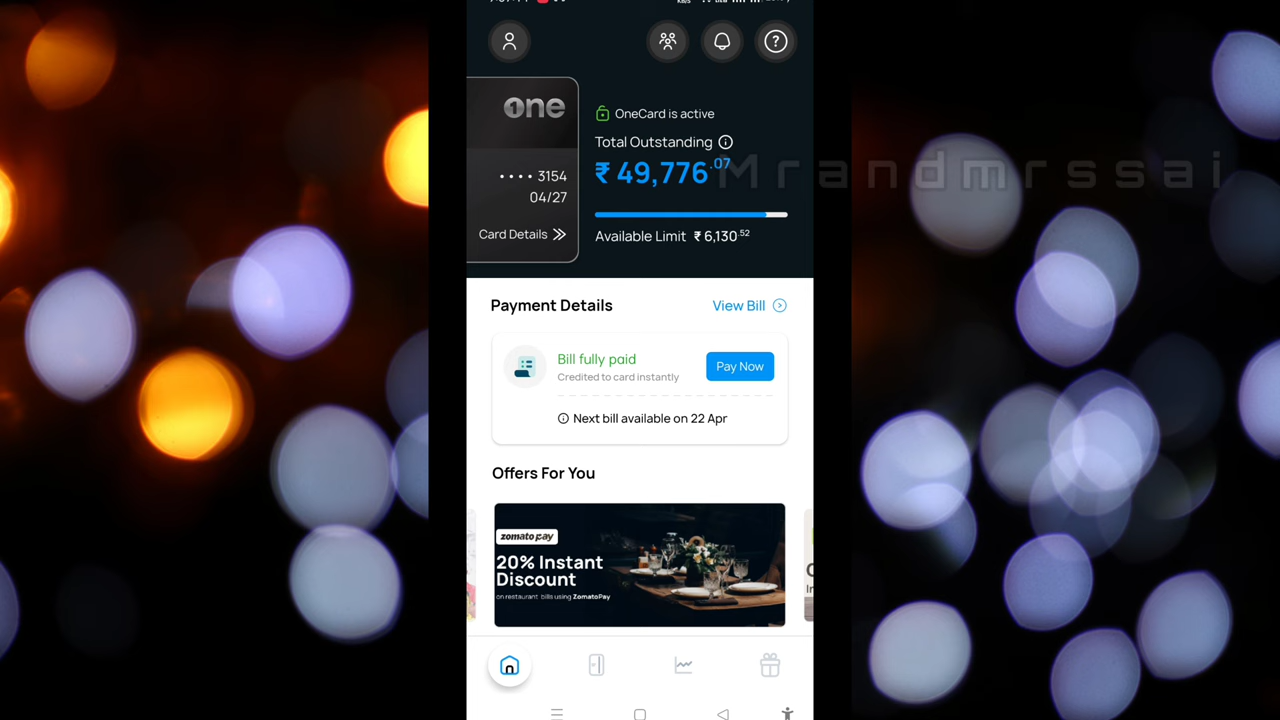 one
OneCard is active
Total Outstanding
₹ 49,776.07
Mrandmrssai
•••• 3154
04/27
Card Details
Available Limit ₹ 6,130.52
Payment Details
View Bill
Bill fully paid
Credited to card instantly
Pay Now
Next bill available on 22 Apr
Offers For You
zomato pay
20% Instant
Discount
on restaurant bills using ZomatoPay